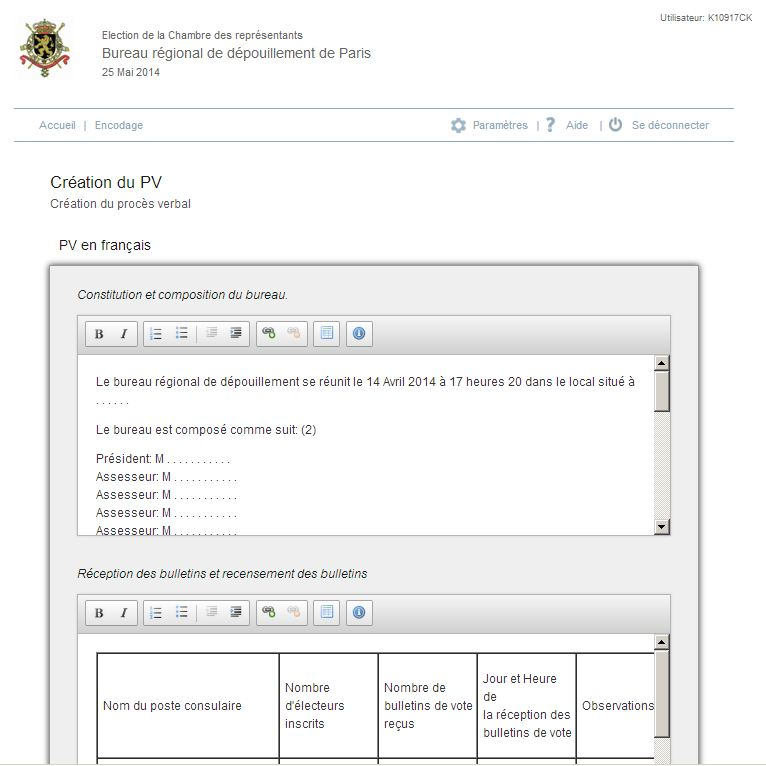 Utilisateur: K10917CK
Election de la Chambre des représentants
Bureau régional de dépouillement de Paris
25 Mai 2014
Accueil | Encodage
Paramètres | ? Aide | Se déconnecter
Création du PV
Création du procès verbal
PV en français
Constitution et composition du bureau.
B I
Le bureau régional de dépouillement se réunit le 14 Avril 2014 à 17 heures 20 dans le local situé à
. . . . . .
Le bureau est composé comme suit: (2)
Président: M . . . . . . . . . . .
Assesseur: M . . . . . . . . . . .
Assesseur: M . . . . . . . . . . .
Assesseur: M . . . . . . . . . . .
Assesseur: M . . . . . . . . . . .
Réception des bulletins et recensement des bulletins
B I
Nom du poste consulaire
Nombre
d'électeurs
inscrits
Nombre de
bulletins de vote
reçus
Jour et Heure
de
la réception des
bulletins de vote
Observations